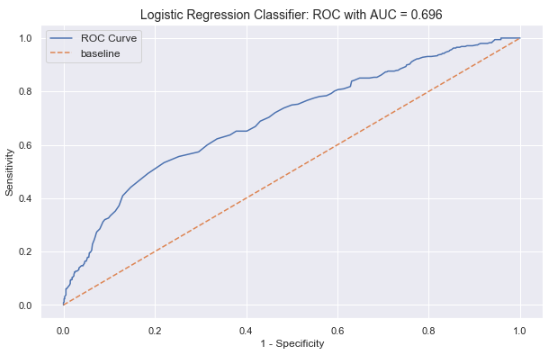 Logistic Regression Classifier: ROC with AUC = 0.696
ROC Curve
baseline
1.0
0.8
0.6
0.4
0.2
0.0
Sensitivity
0.0 0.2 0.4 0.6 0.8 1.0
1 - Specificity